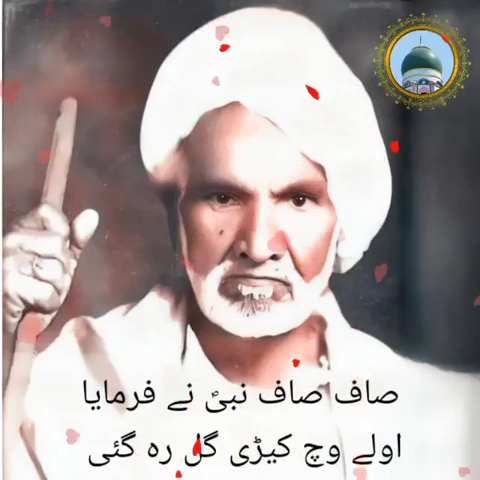 صاف صاف نبیؐ نے فرمایا
اولے وچ کیڑی گل رہ گئی